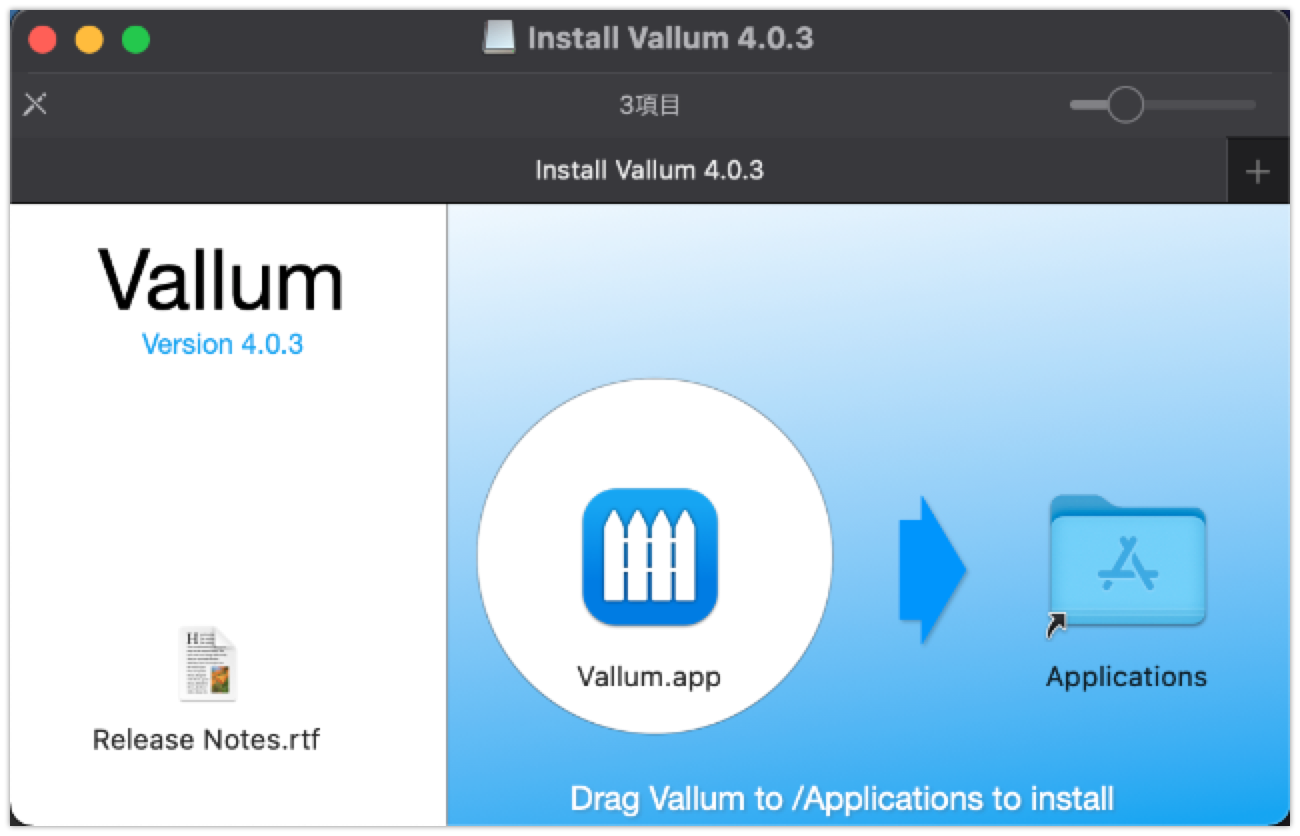 Install Vallum 4.0.3
3項目
Install Vallum 4.0.3
Vallum
Version 4.0.3
Vallum.app
Applications
Release Notes.rtf
Drag Vallum to /Applications to install